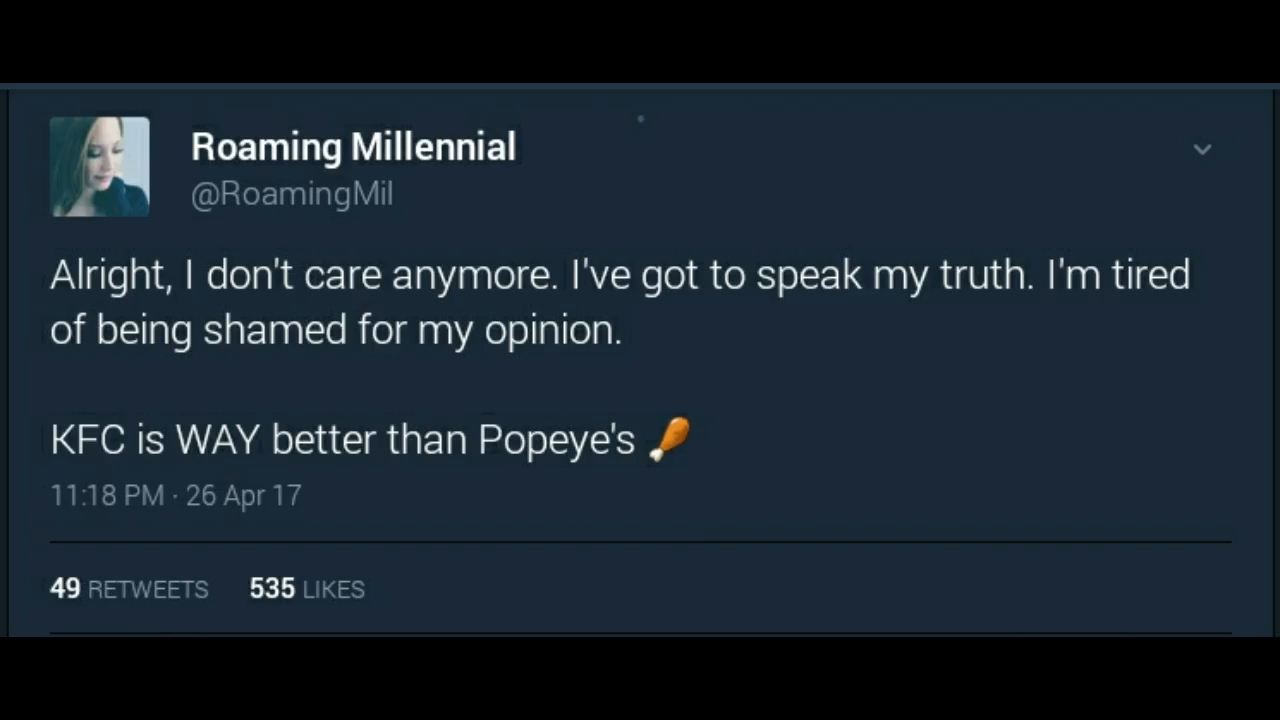 Roaming Millennial
@RoamingMil
Alright, I don't care anymore. I've got to speak my truth. I'm tired
of being shamed for my opinion.
KFC is WAY better than Popeye's 🍗
11:18 PM · 26 Apr 17
49 RETWEETS 535 LIKES